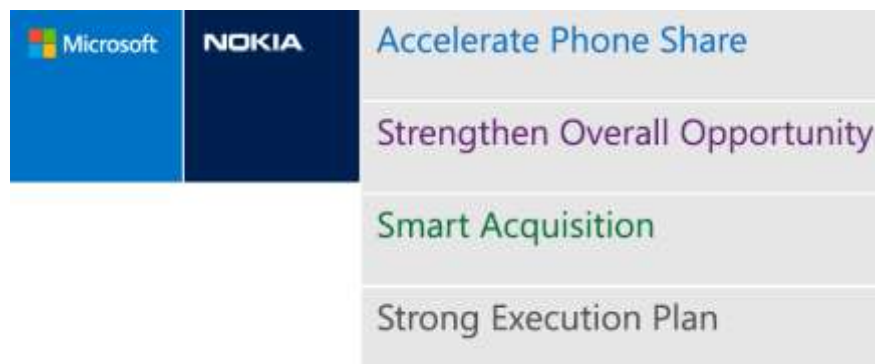 Microsoft
NOKIA
Accelerate Phone Share
Strengthen Overall Opportunity
Smart Acquisition
Strong Execution Plan